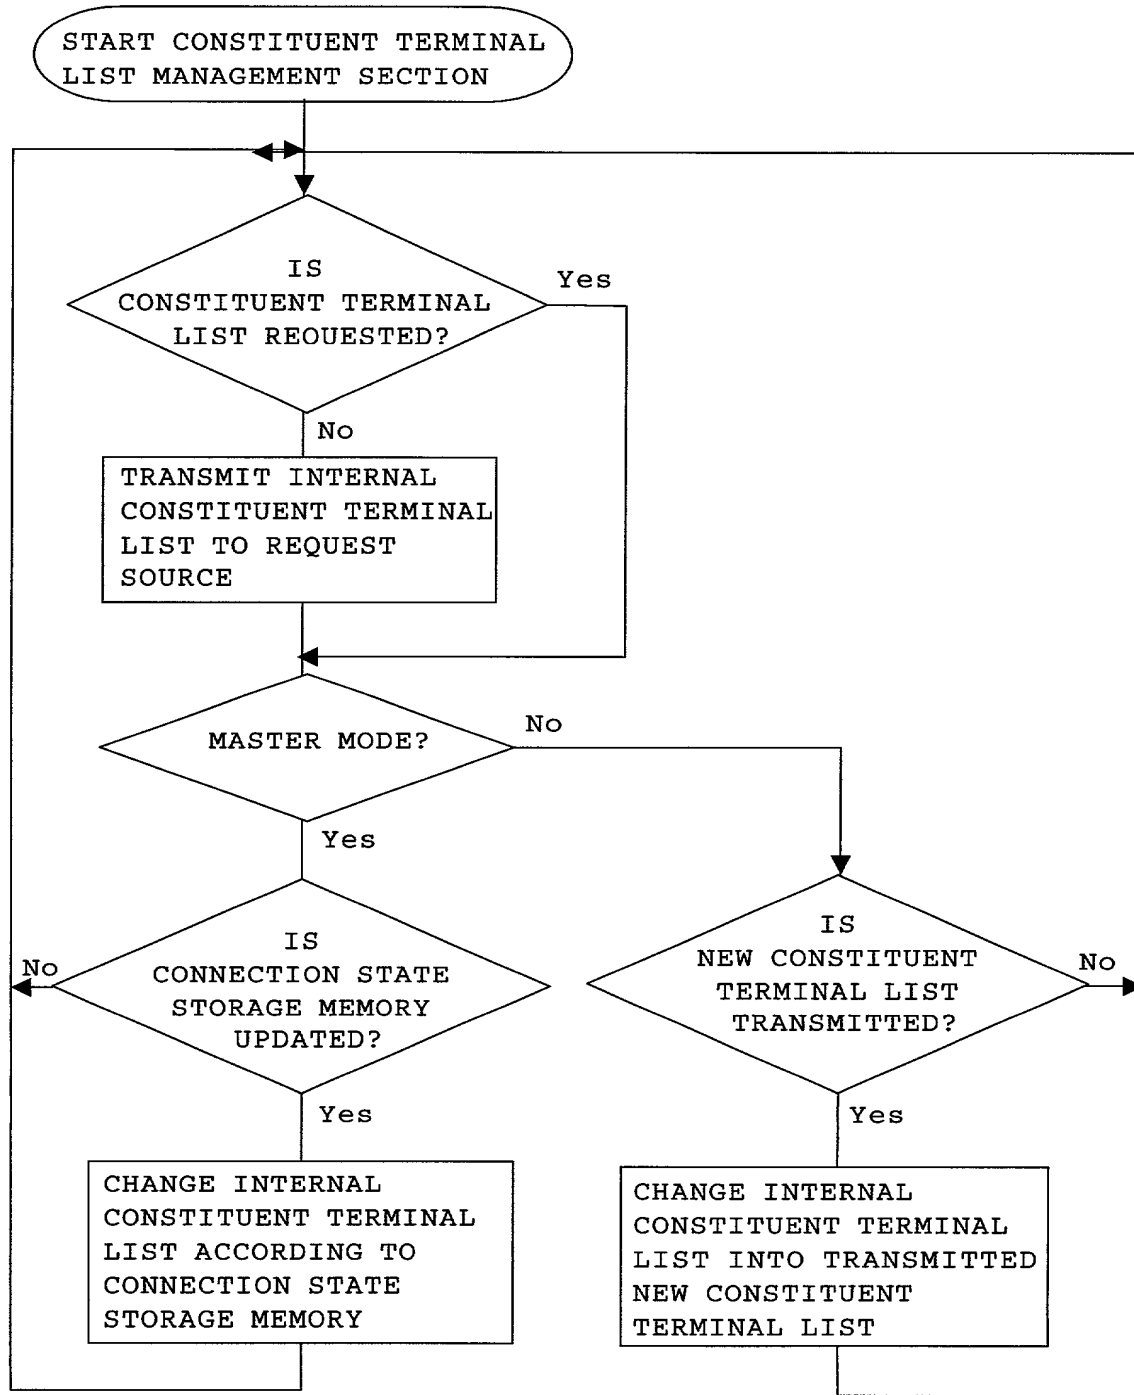 START CONSTITUENT TERMINAL
LIST MANAGEMENT SECTION
IS
CONSTITUENT TERMINAL
LIST REOUESTED?
Yes
No
TRANSMIT INTERNAL
CONSTITUENT TERMINAL
LIST TO REQUEST
SOURCE
MASTER MODE?
No
Yes
IS
CONNECTION STATE
STORAGE MEMORY
UPDATED?
No
Yes
IS
NEW CONSTITUENT
TERMINAL LIST
TRANSMITTED?
No
Yes
CHANGE INTERNAL
CONSTITUENT TERMINAL
LIST ACCORDING TO
CONNECTION STATE
STORAGE MEMORY
CHANGE INTERNAL
CONSTITUENT TERMINAL
LIST INTO TRANSMITTED
NEW CONSTITUENT
TERMINAL LIST